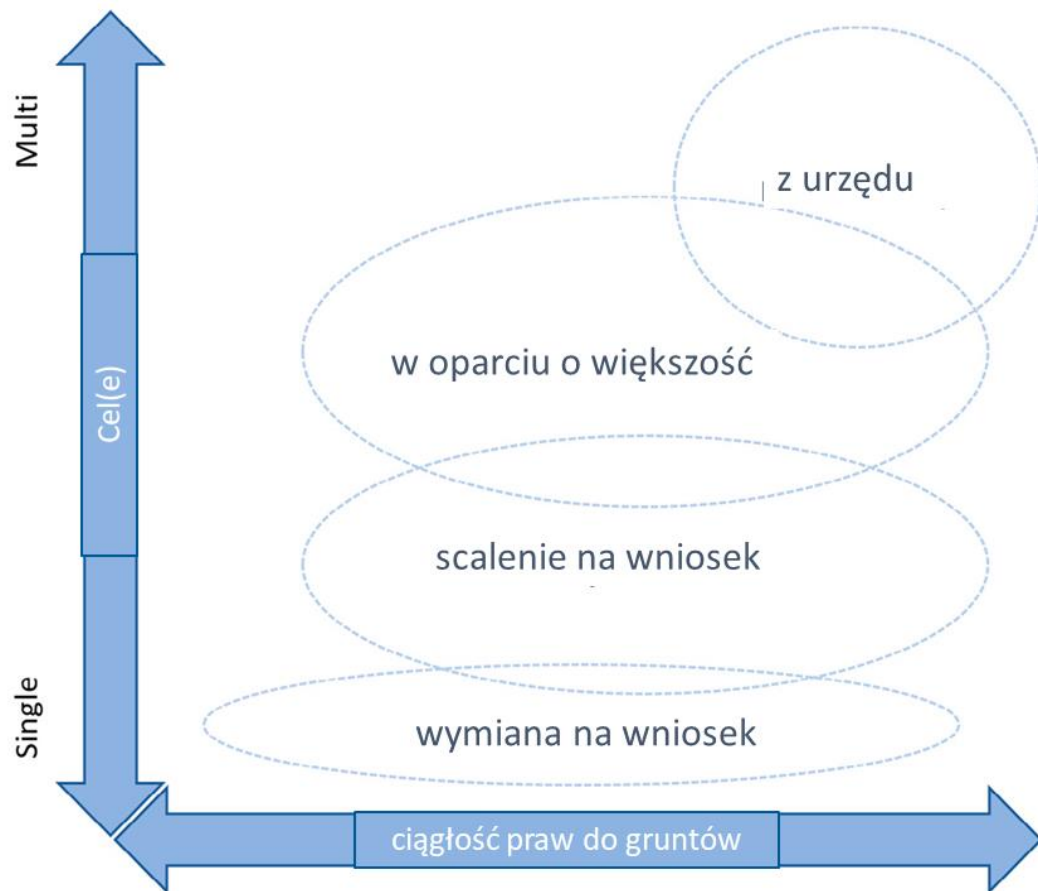 Multi
z urzędu
w oparciu o większość
Cel(e)
scalenie na wniosek
Single
wymiana na wniosek
ciągłość praw do gruntów